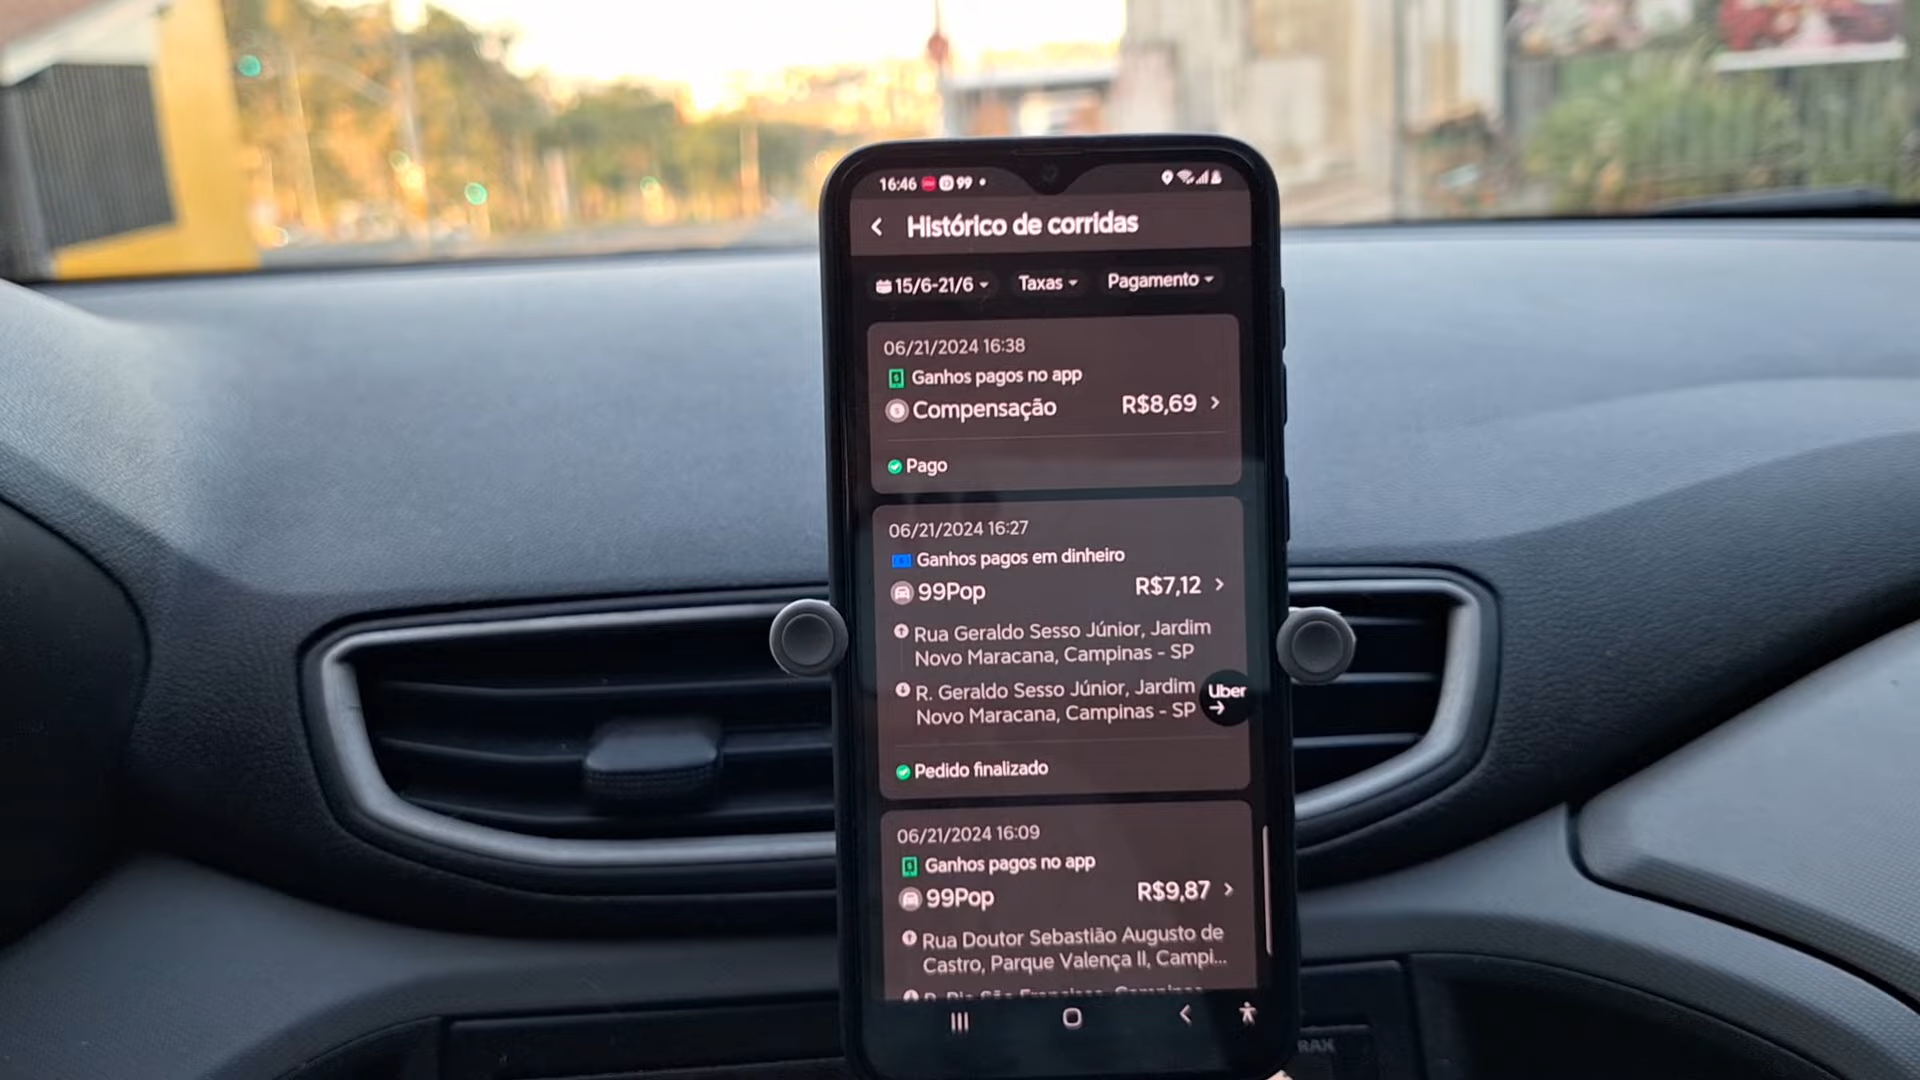 16:46 99
Histórico de corridas
15/6-21/6 Taxas Pagamento
06/21/2024 16:38
Ganhos pagos no app
Compensação R$8,69
Pago
06/21/2024 16:27
Ganhos pagos em dinheiro
99Pop R$7,12
Rua Geraldo Sesso Júnior, Jardim
Novo Maracana, Campinas - SP
R. Geraldo Sesso Júnior, Jardim
Novo Maracana, Campinas - SP
Uber
Pedido finalizado
06/21/2024 16:09
Ganhos pagos no app
99Pop R$9,87
Rua Doutor Sebastião Augusto de
Castro, Parque Valença II, Campi...